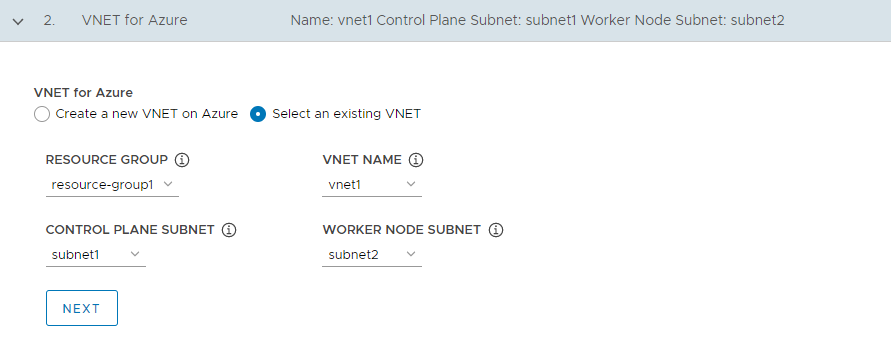 2. VNET for Azure Name: vnet1 Control Plane Subnet: subnet1 Worker Node Subnet: subnet2
VNET for Azure
Create a new VNET on Azure Select an existing VNET
RESOURCE GROUP VNET NAME
resource-group1 vnet1
CONTROL PLANE SUBNET WORKER NODE SUBNET
subnet1 subnet2
NEXT